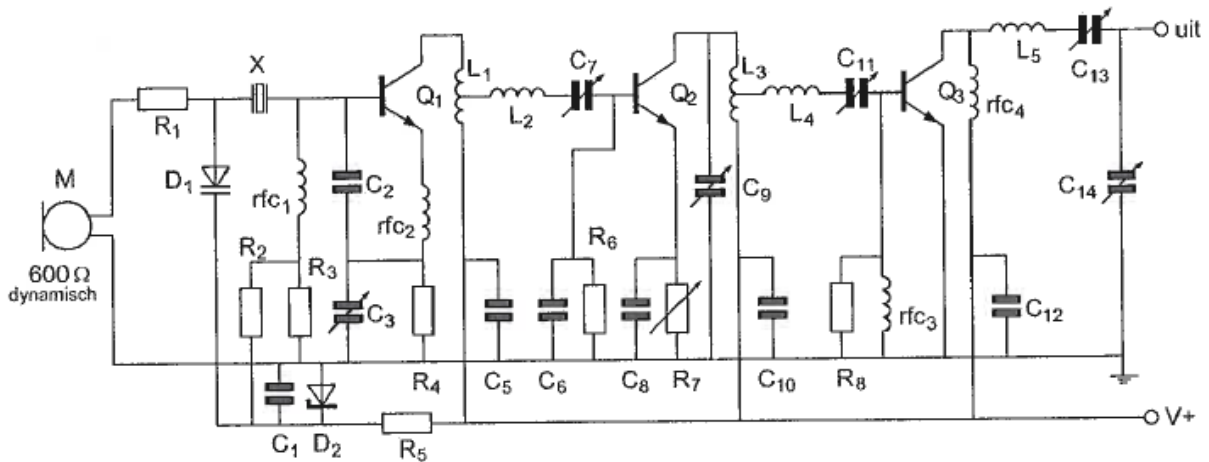 M
600 Ω
dynamisch
R1
D1
X
rfc1
R2
R3
C2
C3
rfc2
Q1
R4
L1
L2
C7
C5
C6
R6
C8
R7
Q2
C9
L3
L4
C11
C10
R8
rfc3
Q3
rfc4
L5
C13
uit
C14
C12
C1
D2
R5
V+